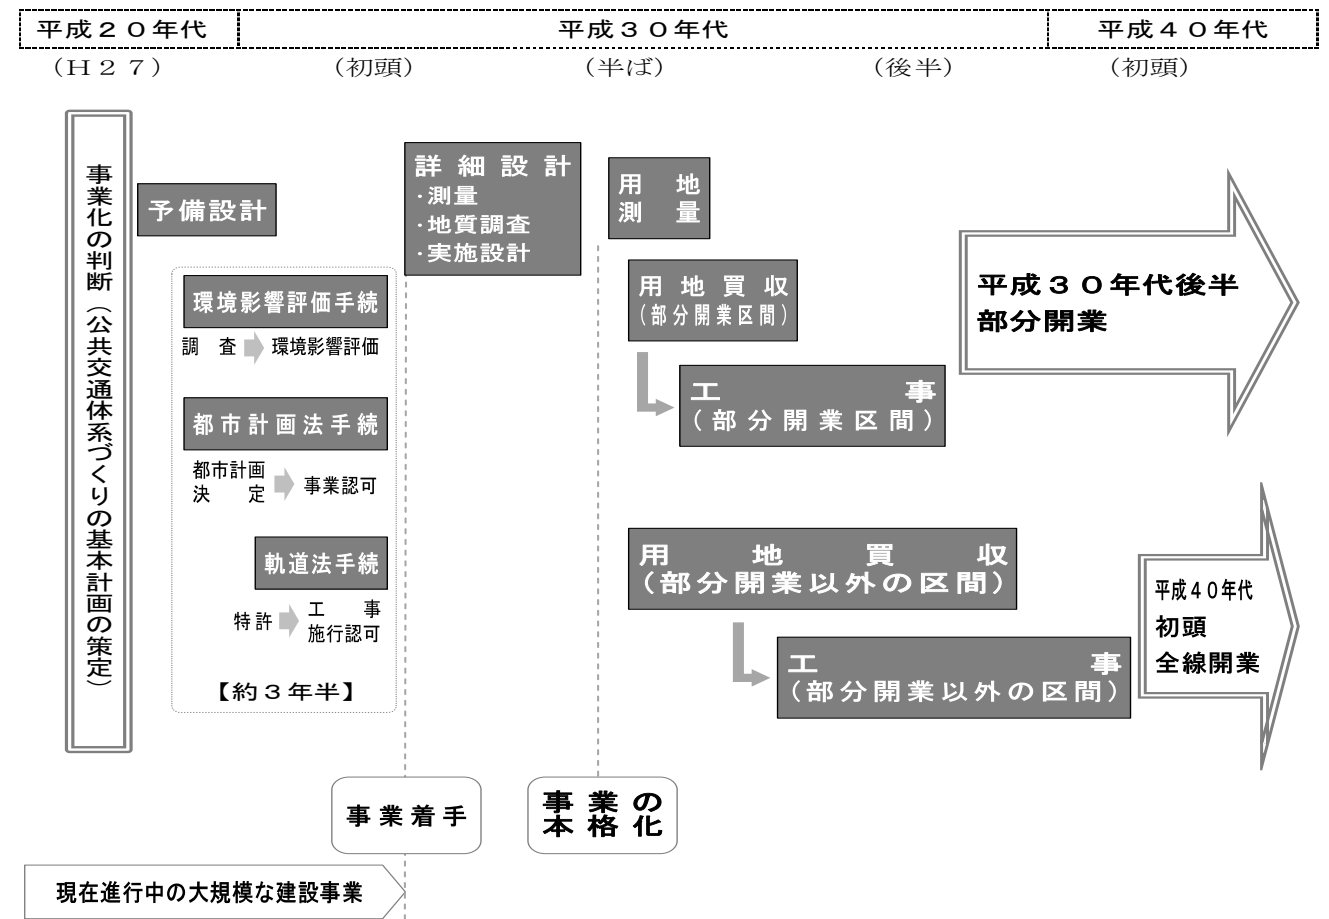 平成２０年代
平成３０年代
平成４０年代
（Ｈ２７）
（初頭）
（半ば）
（後半）
（初頭）
事業化の判断（公共交通体系づくりの基本計画の策定）
予備設計
環境影響評価手続
調　査
環境影響評価
都市計画法手続
都市計画
決　　定
事業認可
軌道法手続
特許
工　　事
施行認可
【約３年半】
詳細設計
・測量
・地質調査
・実施設計
用　地
測　量
用地買収
（部分開業区間）
工　　事
（部分開業区間）
平成３０年代後半
部分開業
用　地　買　収
（部分開業以外の区間）
工　　事
（部分開業以外の区間）
平成４０年代
初頭
全線開業
事業着手
事業の
本格化
現在進行中の大規模な建設事業